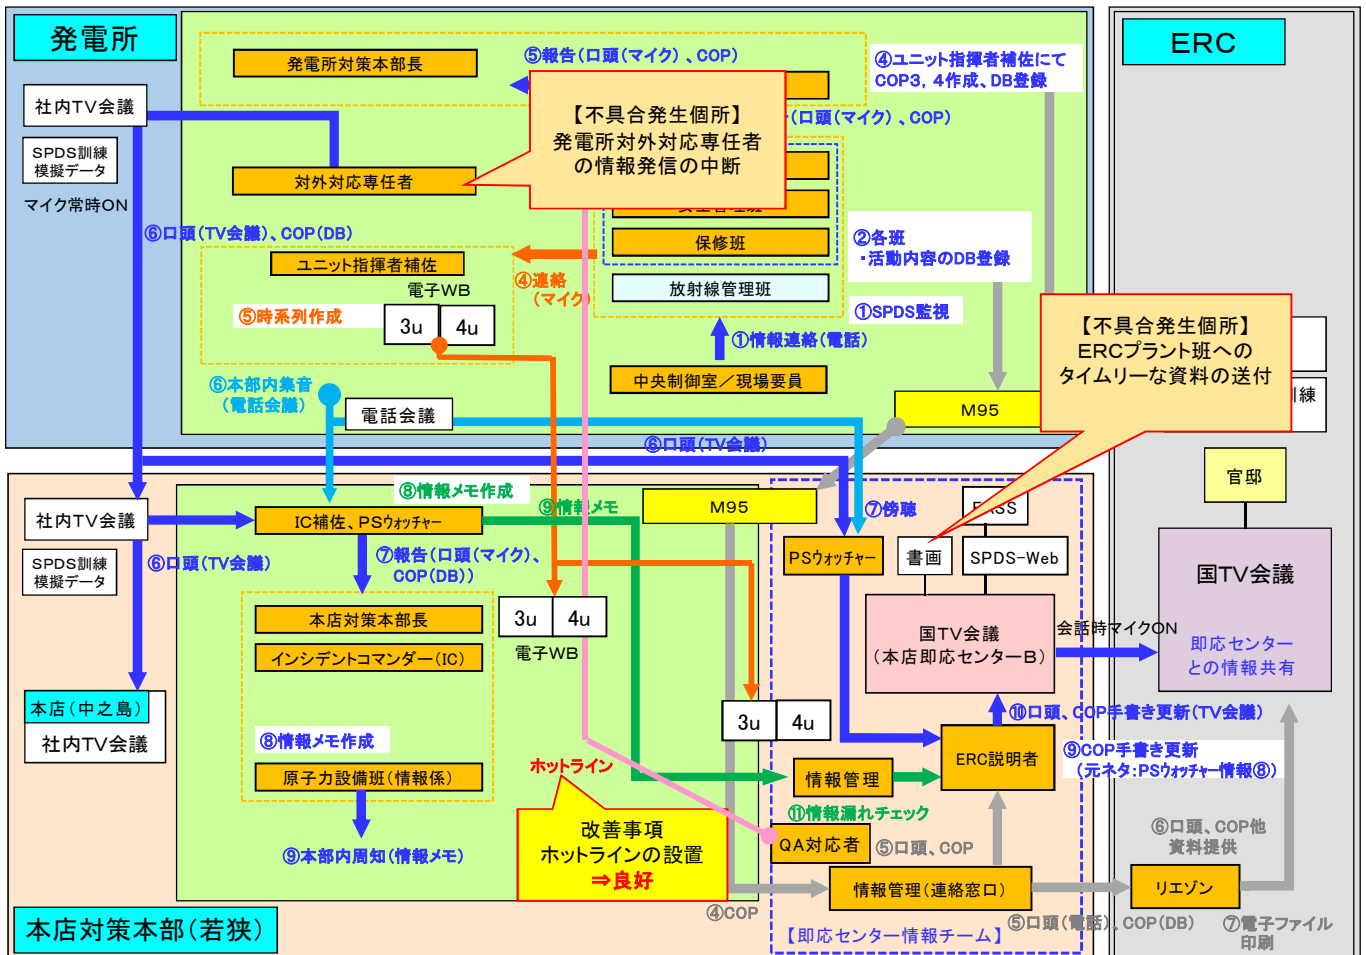 発電所
ERC
発電所対策本部長
⑤報告(口頭(マイク)、COP)
④ユニット指揮者補佐にて
COP3，4作成、DB登録
社内TV会議
SPDS訓練
模擬データ
マイク常時ON
【不具合発生個所】
発電所対外対応専任者
の情報発信の中断
(口頭(マイク)、COP)
対外対応専任者
⑥口頭(TV会議)、COP(DB)
保修班
放射線管理班
②各班
・活動内容のDB登録
①SPDS監視
ユニット指揮者補佐
電子WB
④連絡
(マイク)
⑤時系列作成
3u
4u
①情報連絡(電話)
中央制御室／現場要員
【不具合発生個所】
ERCプラント班への
タイムリーな資料の送付
訓練
⑥本部内集音
(電話会議)
電話会議
M95
⑥口頭(TV会議)
官邸
社内TV会議
SPDS訓練
模擬データ
⑥口頭(TV会議)
⑧情報メモ作成
IC補佐、PSウォッチャー
⑨情報メモ
M95
⑦傍聴
⑦報告(口頭(マイク)、
COP(DB))
PSウォッチャー
書画
SPDS-Web
国TV会議
本店対策本部長
インシデントコマンダー(IC)
3u
4u
電子WB
国TV会議
(本店即応センターB)
会話時マイクON
即応センター
との情報共有
本店(中之島)
社内TV会議
⑧情報メモ作成
原子力設備班(情報係)
⑨本部内周知(情報メモ)
3u
4u
⑩口頭、COP手書き更新(TV会議)
ERC説明者
⑨COP手書き更新
(元ネタ:PSウォッチャー情報⑧)
ホットライン
情報管理
⑪情報漏れチェック
改善事項
ホットラインの設置
⇒良好
QA対応者
⑤口頭、COP
⑥口頭、COP他
資料提供
情報管理(連絡窓口)
リエゾン
④COP
⑤口頭(電話)、COP(DB)
⑦電子ファイル
印刷
【即応センター情報チーム】
本店対策本部(若狭)